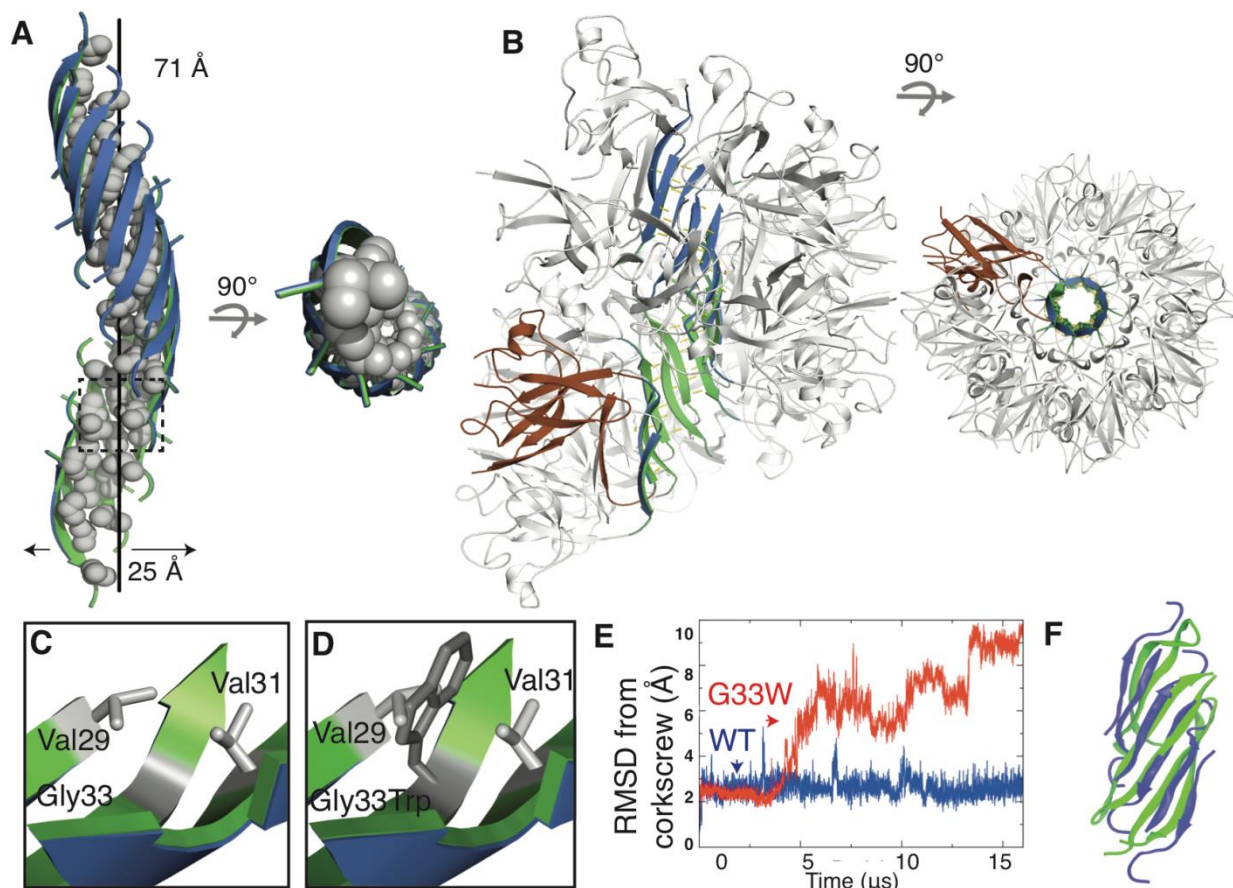 A
71 Å
90°
25 Å
B
90°
C
Val29
Val31
Gly33
D
Val29
Val31
Gly33Trp
E
RMSD from
corkscrew (Å)
10
8
6
4
2
0
G33W
WT
0
5
10
15
Time (µs)
F